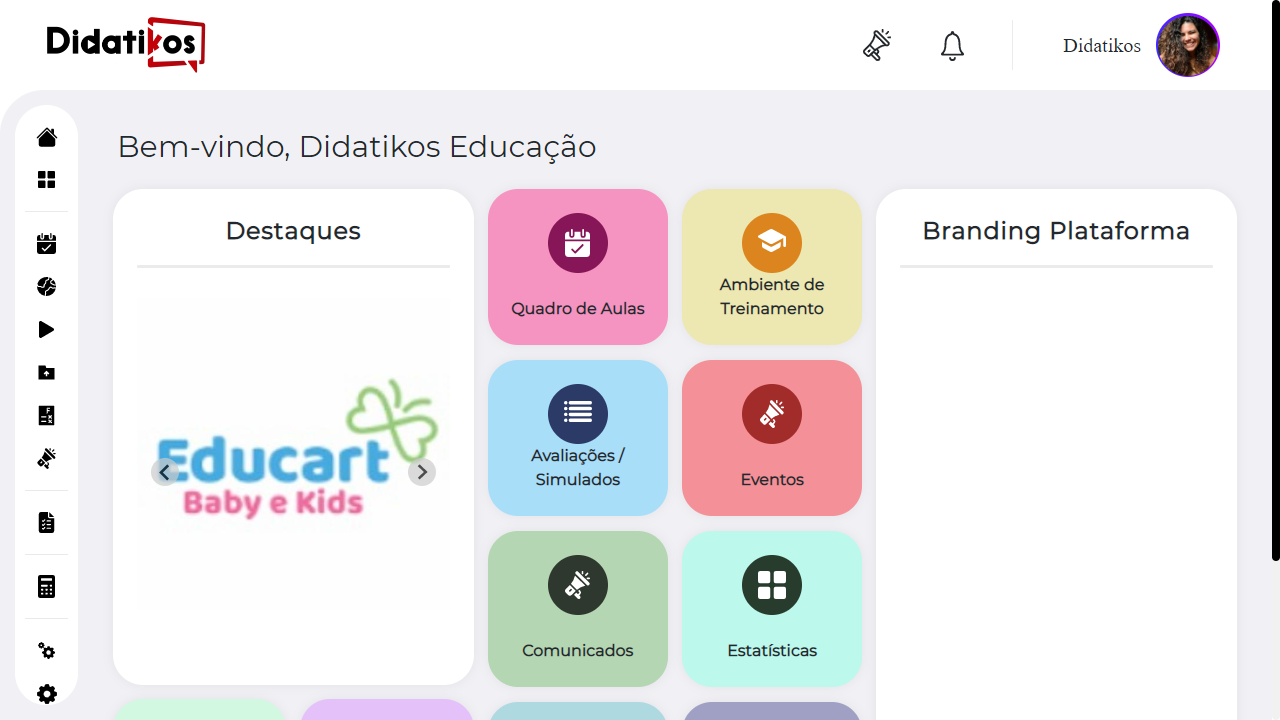 Didatikos
Didatikos
Bem-vindo, Didatikos Educação
Destaques
Educart
Baby e Kids
Quadro de Aulas
Ambiente de
Treinamento
Avaliações /
Simulados
Eventos
Comunicados
Estatísticas
Branding Plataforma